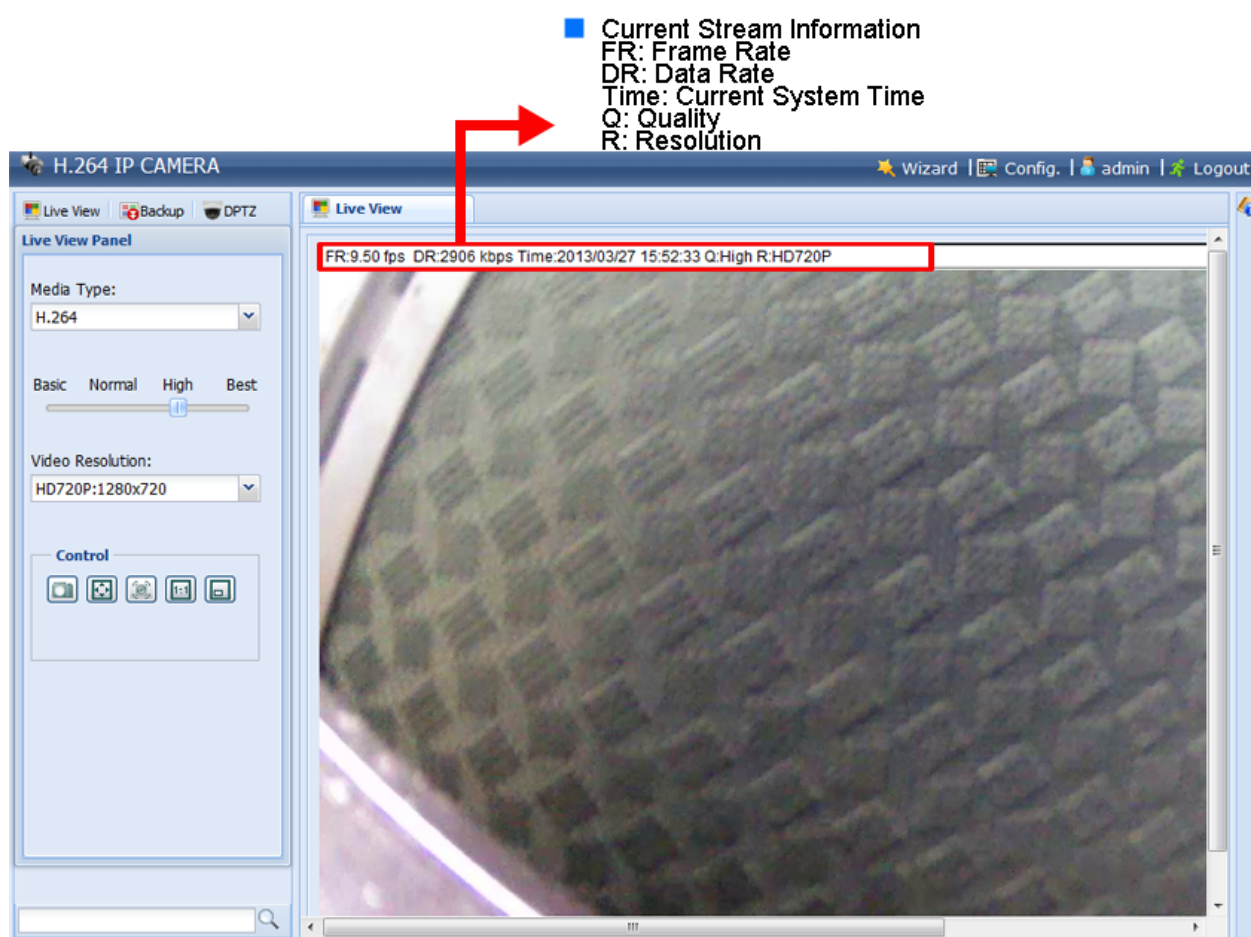 Current Stream Information
FR: Frame Rate
DR: Data Rate
Time: Current System Time
Q: Quality
R: Resolution
H.264 IP CAMERA
Wizard | Config. | admin | Logout
Live View Backup DPTZ
Live View
Live View Panel
FR:9.50 fps DR:2906 kbps Time:2013/03/27 15:52:33 Q:High R:HD720P
Media Type:
H.264
Basic Normal High Best
Video Resolution:
HD720P:1280x720
Control
1:1